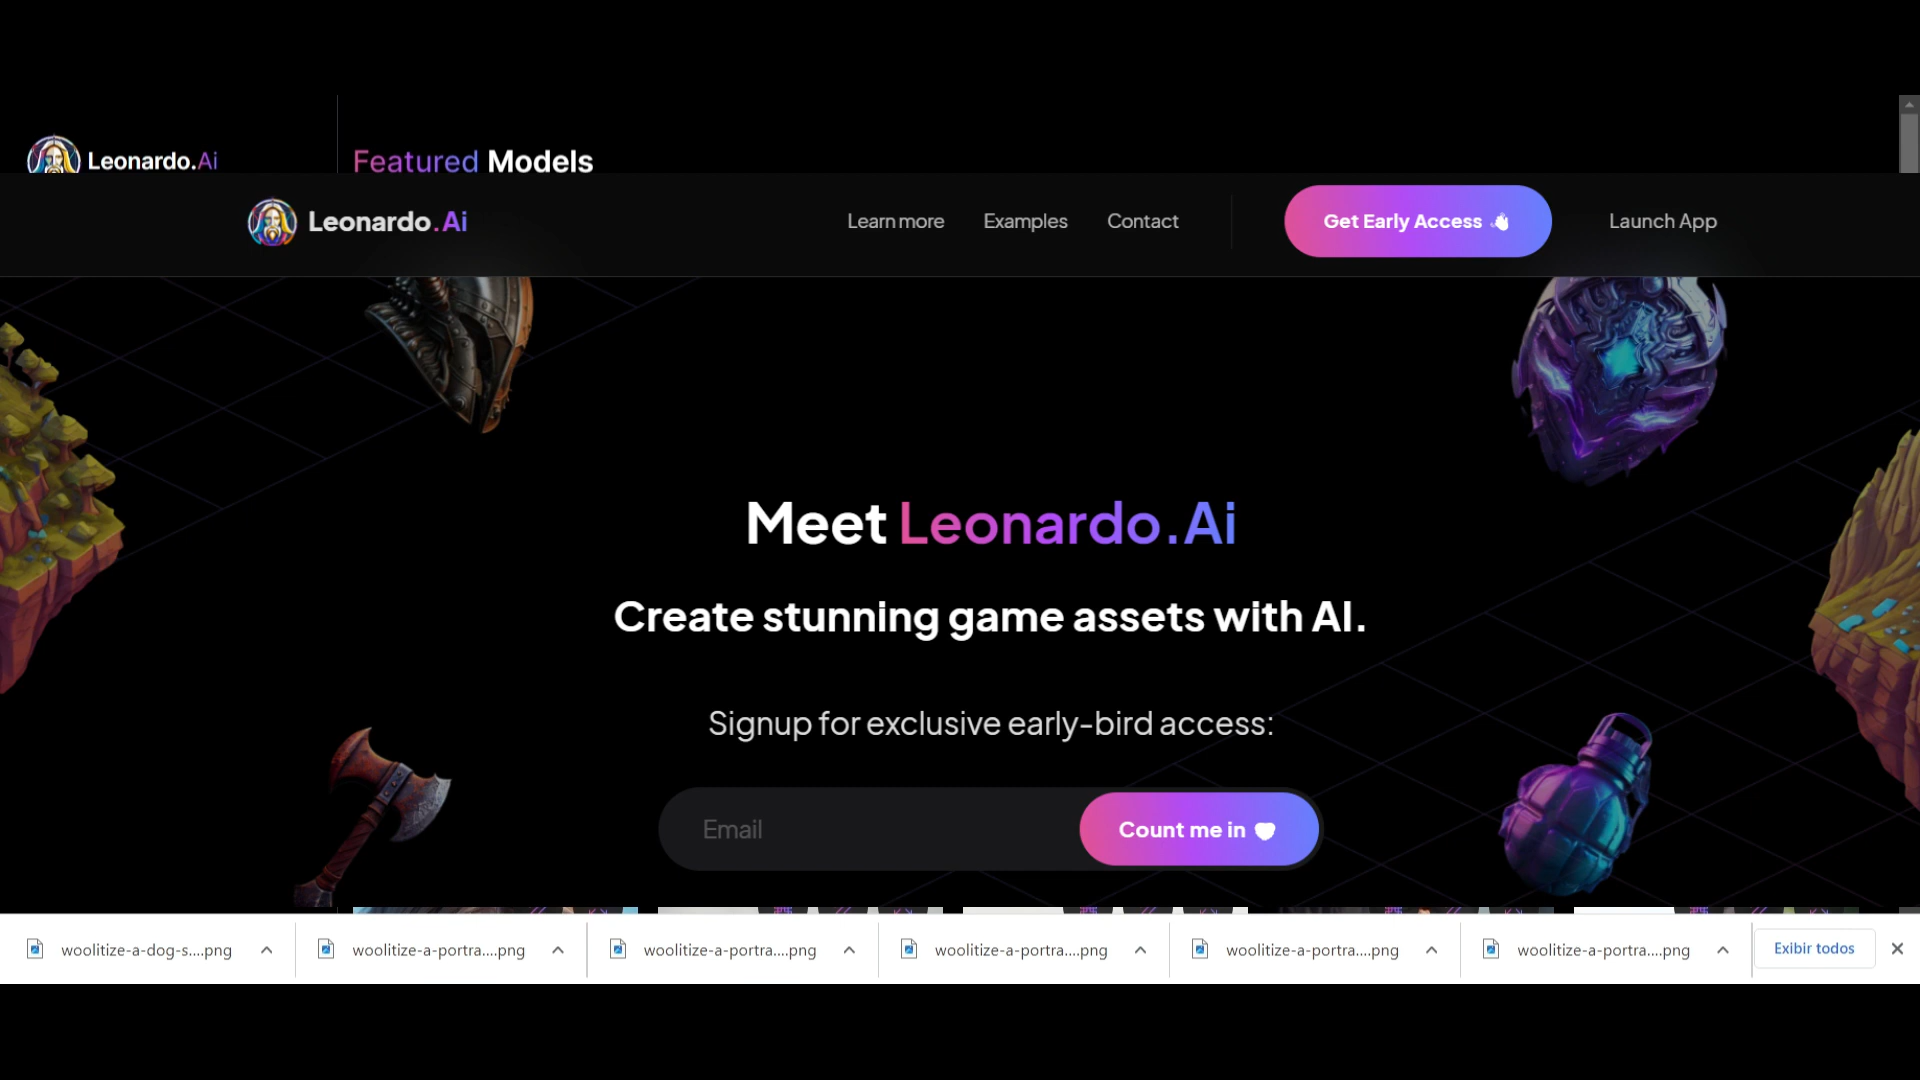 Leonardo.Ai
Featured Models
Leonardo.Ai
Learn more
Examples
Contact
Get Early Access
Launch App
Meet Leonardo.Ai
Create stunning game assets with AI.
Signup for exclusive early-bird access:
Email
Count me in
woolitize-a-dog-s....png
woolitize-a-portra....png
woolitize-a-portra....png
woolitize-a-portra....png
woolitize-a-portra....png
woolitize-a-portra....png
Exibir todos